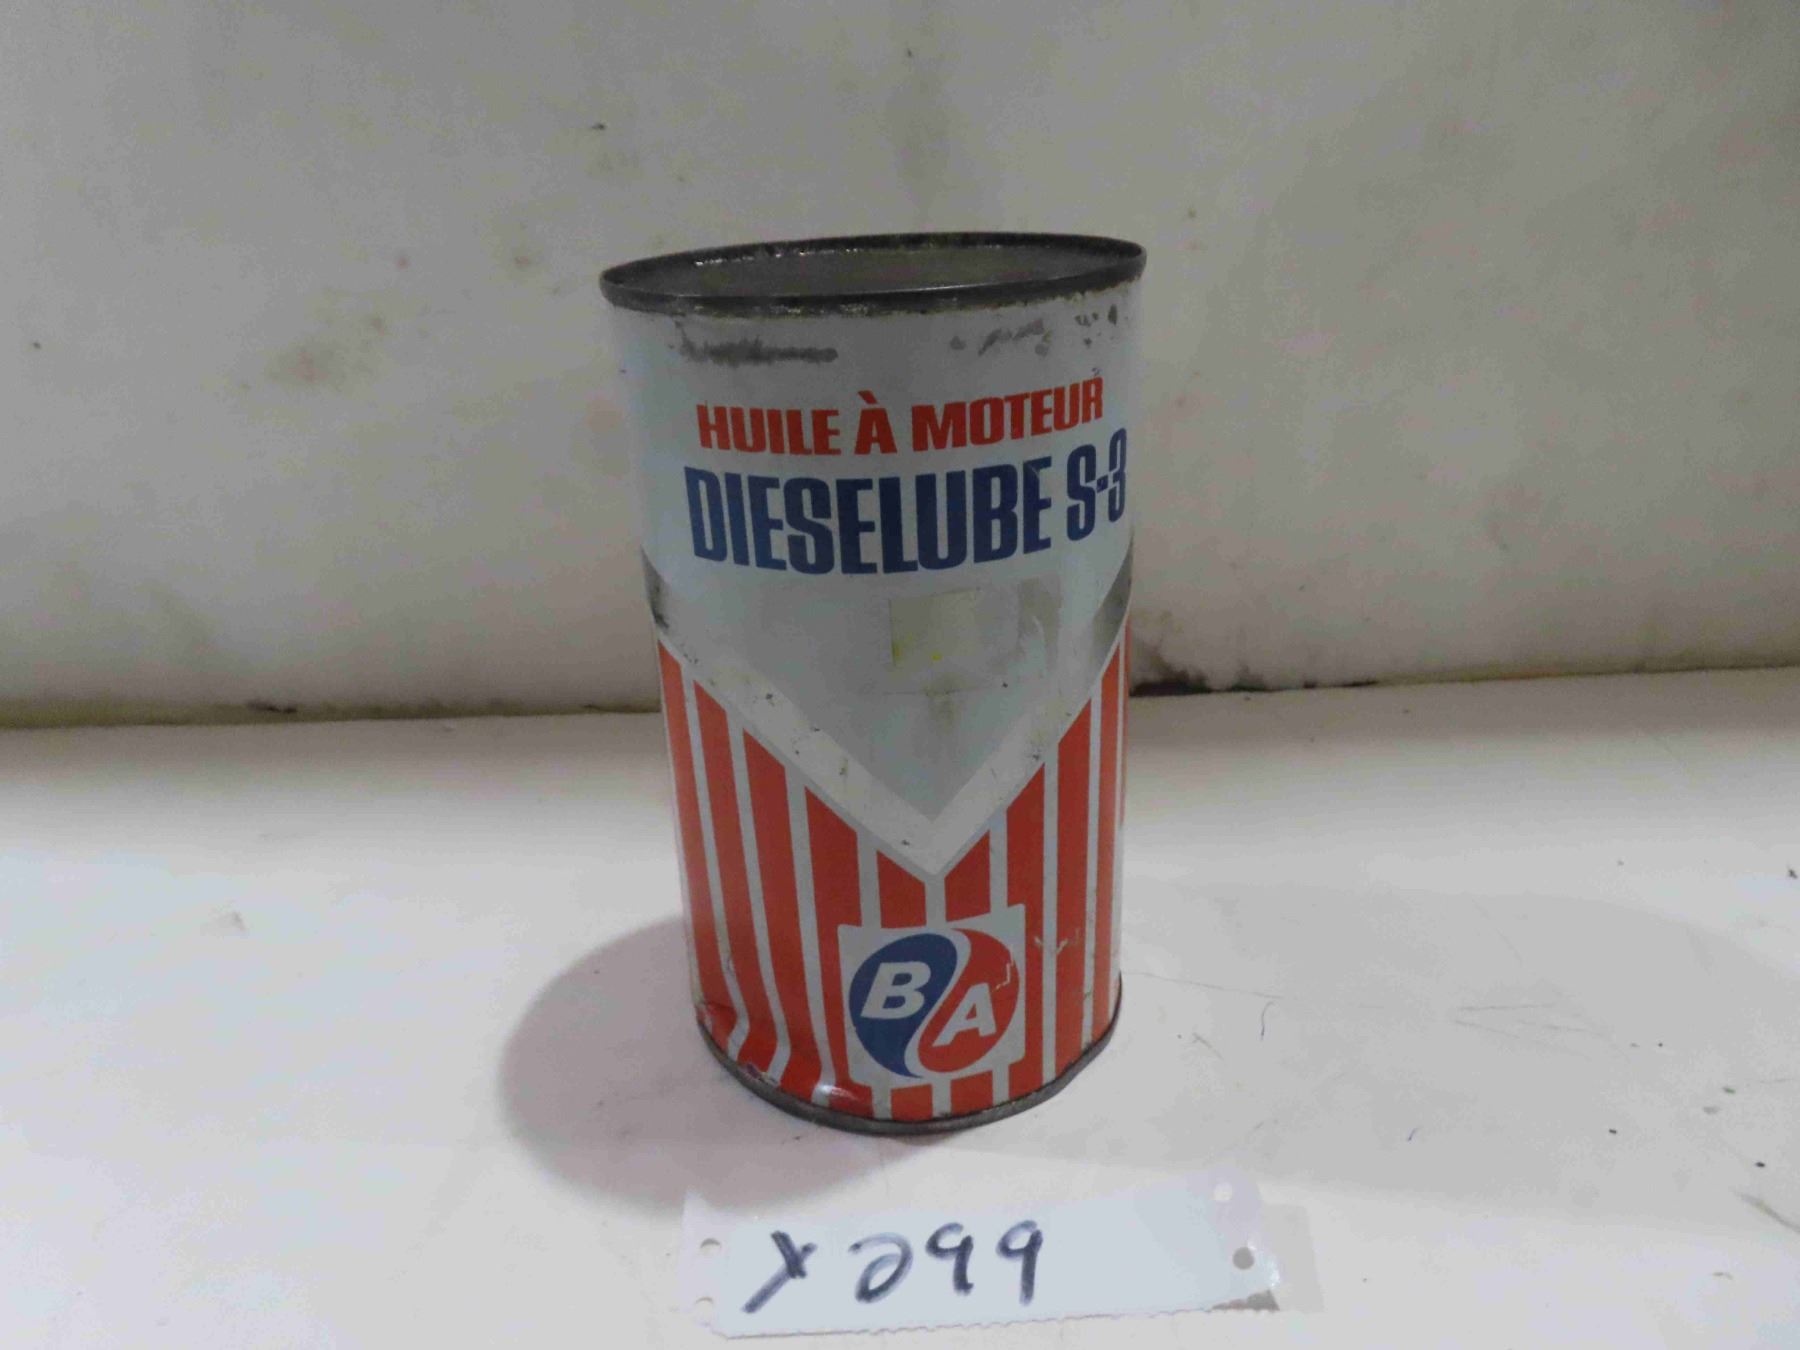 HUILE À MOTEUR
DIESELUBE S-3
BA
X299